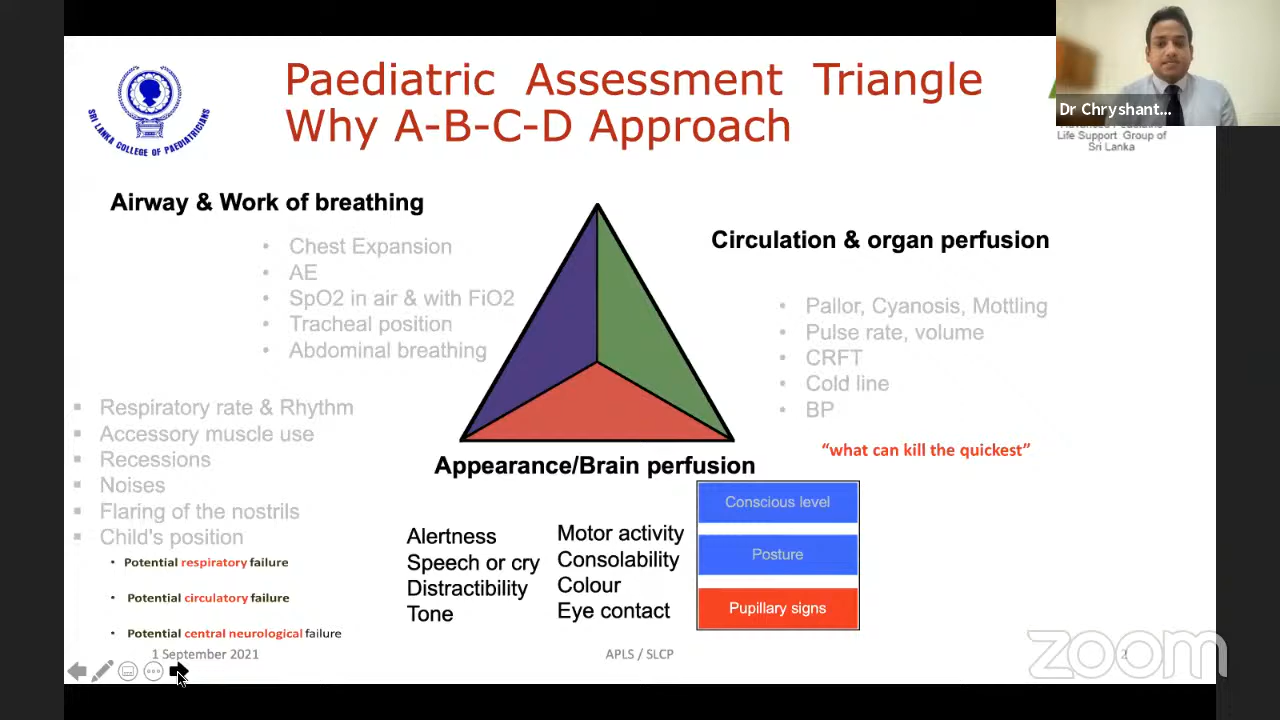 Paediatric Assessment Triangle
Why A-B-C-D Approach
SRI LANKA COLLEGE OF PAEDIATRICIANS
Dr Chryshant...
Life Support Group of
Sri Lanka
Airway & Work of breathing
• Chest Expansion
• AE
• SpO2 in air & with FiO2
• Tracheal position
• Abdominal breathing
▪ Respiratory rate & Rhythm
▪ Accessory muscle use
▪ Recessions
▪ Noises
▪ Flaring of the nostrils
▪ Child's position
• Potential respiratory failure
• Potential circulatory failure
• Potential central neurological failure
Circulation & organ perfusion
• Pallor, Cyanosis, Mottling
• Pulse rate, volume
• CRFT
• Cold line
• BP
“what can kill the quickest”
Appearance/Brain perfusion
Alertness
Speech or cry
Distractibility
Tone
Motor activity
Consolability
Colour
Eye contact
Conscious level
Posture
Pupillary signs
1 September 2021
APLS / SLCP
2
zoom